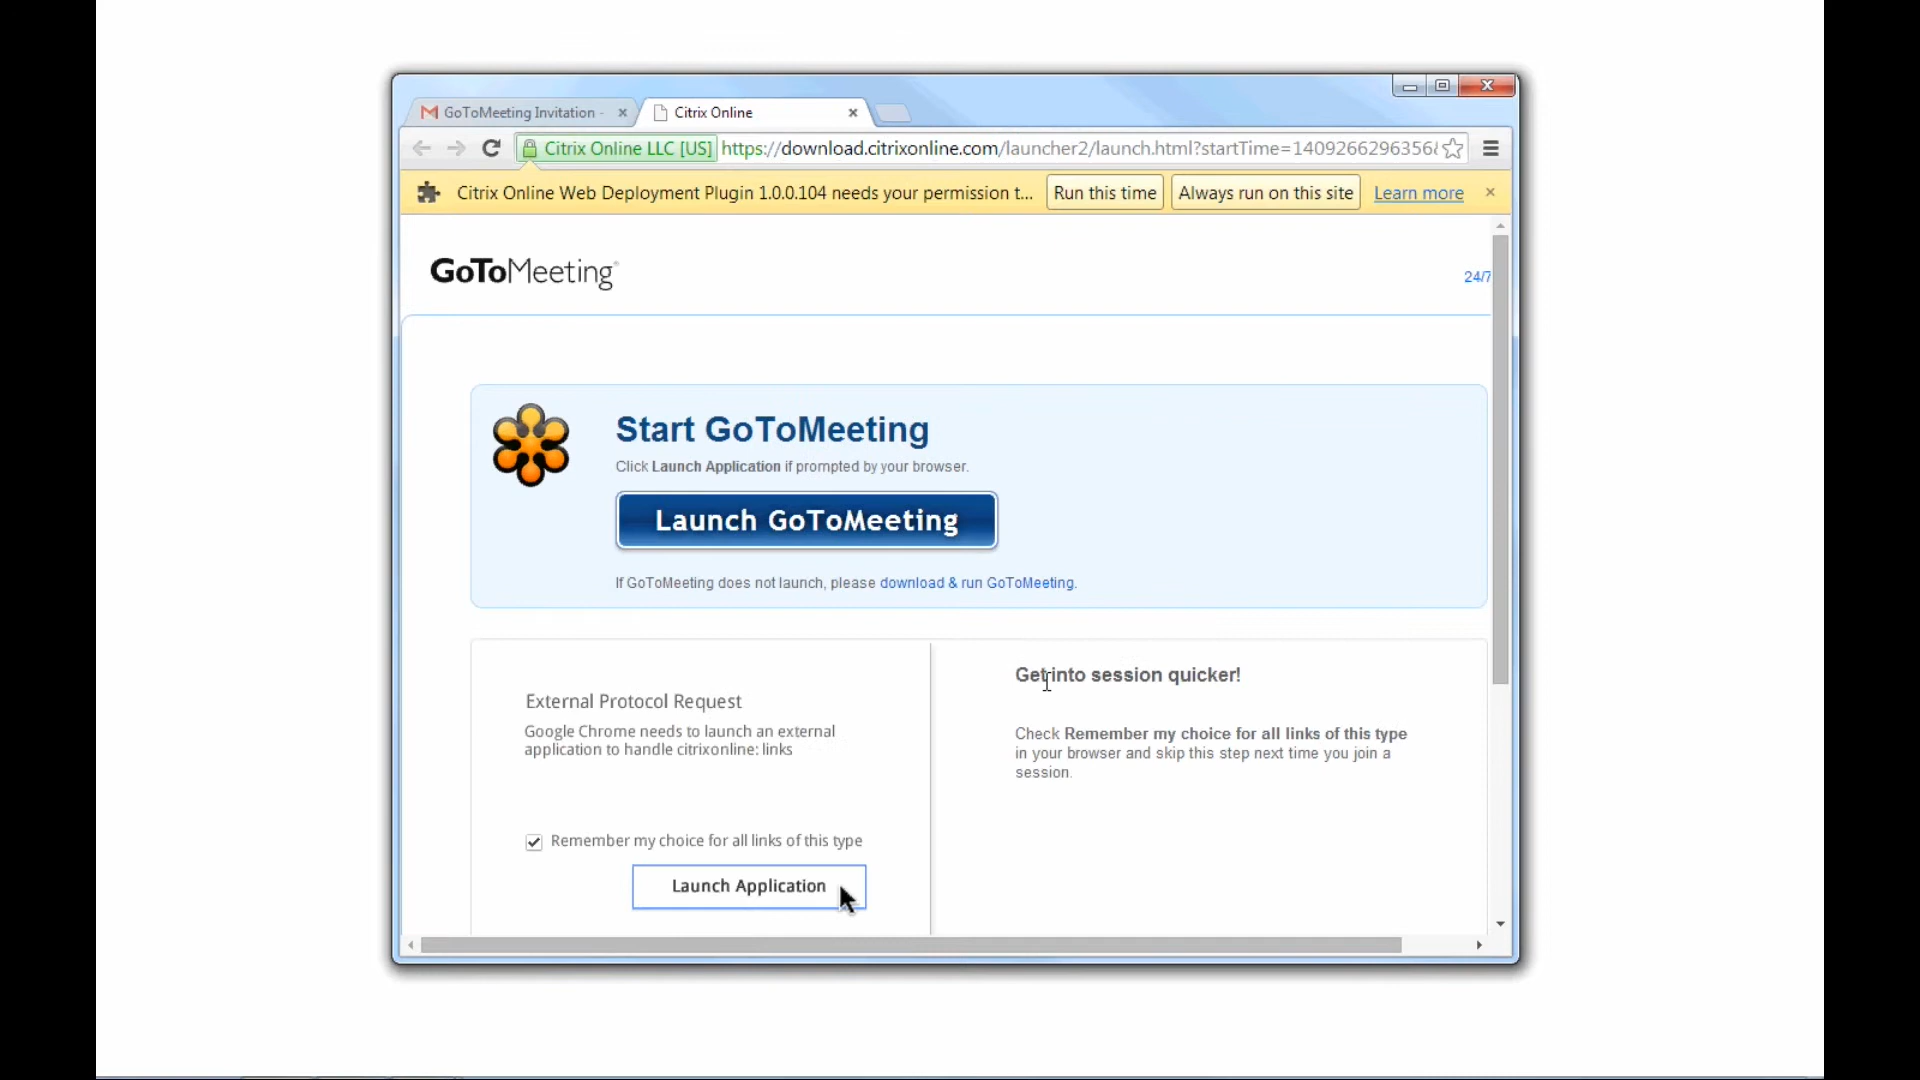 GoToMeeting Invitation -
Citrix Online
Citrix Online LLC [US] https://download.citrixonline.com/launcher2/launch.html?startTime=1409266296356
Citrix Online Web Deployment Plugin 1.0.0.104 needs your permission t... Run this time Always run on this site Learn more
GoToMeeting
24/7
Start GoToMeeting
Click Launch Application if prompted by your browser.
Launch GoToMeeting
If GoToMeeting does not launch, please download & run GoToMeeting.
External Protocol Request
Google Chrome needs to launch an external
application to handle citrixonline: links
Remember my choice for all links of this type
Launch Application
Get into session quicker!
Check Remember my choice for all links of this type
in your browser and skip this step next time you join a
session.